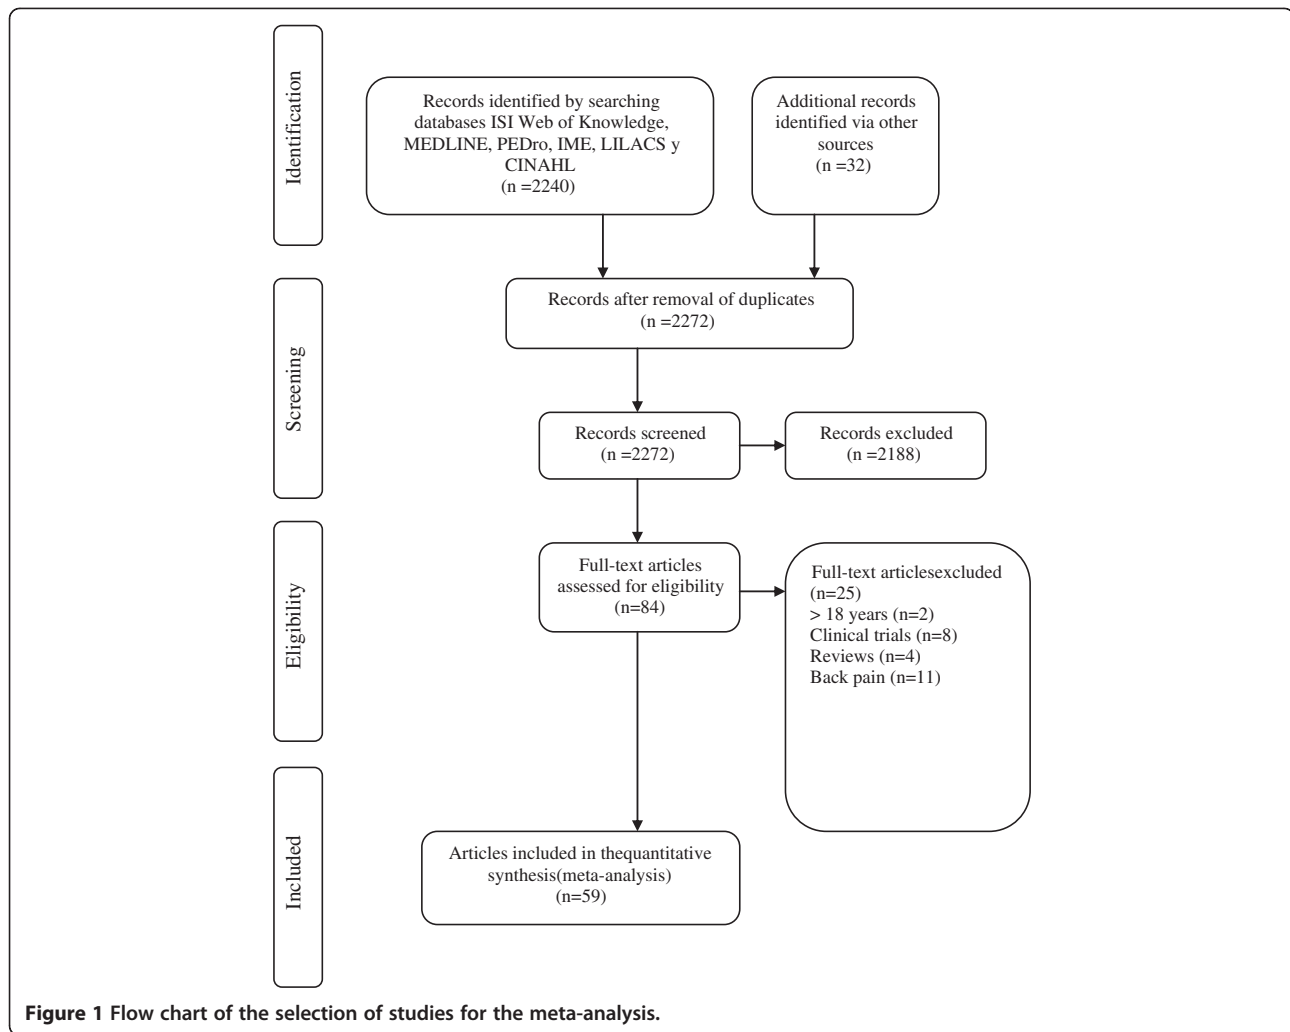 Identification
Records identified by searching
databases ISI Web of Knowledge,
MEDLINE, PEDro, IME, LILACS y
CINAHL
(n =2240)
Additional records
identified via other
sources
(n =32)
Screening
Records after removal of duplicates
(n =2272)
Records screened
(n =2272)
Records excluded
(n =2188)
Eligibility
Full-text articles
assessed for eligibility
(n=84)
Full-text articlesexcluded
(n=25)
> 18 years (n=2)
Clinical trials (n=8)
Reviews (n=4)
Back pain (n=11)
Included
Articles included in thequantitative
synthesis(meta-analysis)
(n=59)
Figure 1 Flow chart of the selection of studies for the meta-analysis.